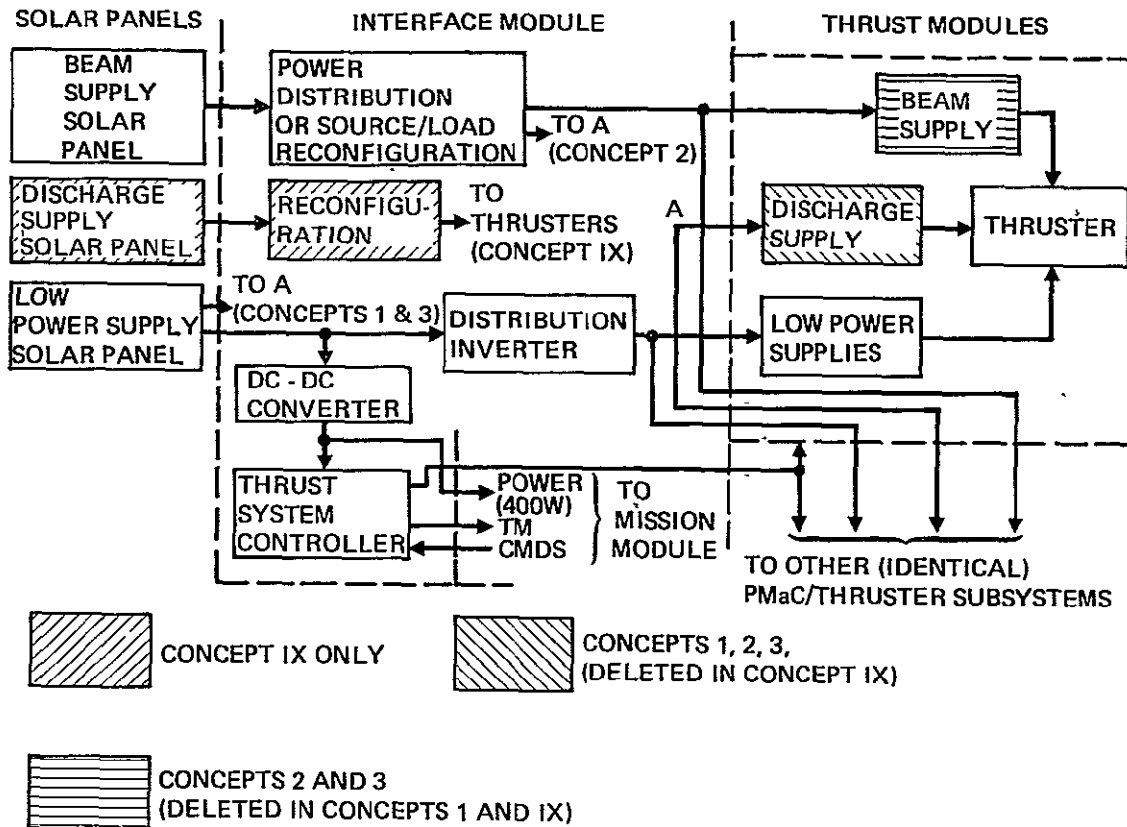 SOLAR PANELS
INTERFACE MODULE
THRUST MODULES
BEAM
SUPPLY
SOLAR
PANEL
POWER
DISTRIBUTION
OR SOURCE/LOAD
RECONFIGURATION
TO A
(CONCEPT 2)
BEAM
SUPPLY
DISCHARGE
SUPPLY
SOLAR PANEL
RECONFIGU-
RATION
TO
THRUSTERS
(CONCEPT IX)
A
DISCHARGE
SUPPLY
THRUSTER
LOW
POWER SUPPLY
SOLAR PANEL
TO A
(CONCEPTS 1 & 3)
DISTRIBUTION
INVERTER
LOW POWER
SUPPLIES
DC - DC
CONVERTER
THRUST
SYSTEM
CONTROLLER
POWER
(400W)
TM
CMDS
TO
MISSION
MODULE
TO OTHER (IDENTICAL)
PMaC/THRUSTER SUBSYSTEMS
CONCEPT IX ONLY
CONCEPTS 1, 2, 3,
(DELETED IN CONCEPT IX)
CONCEPTS 2 AND 3
(DELETED IN CONCEPTS 1 AND IX)